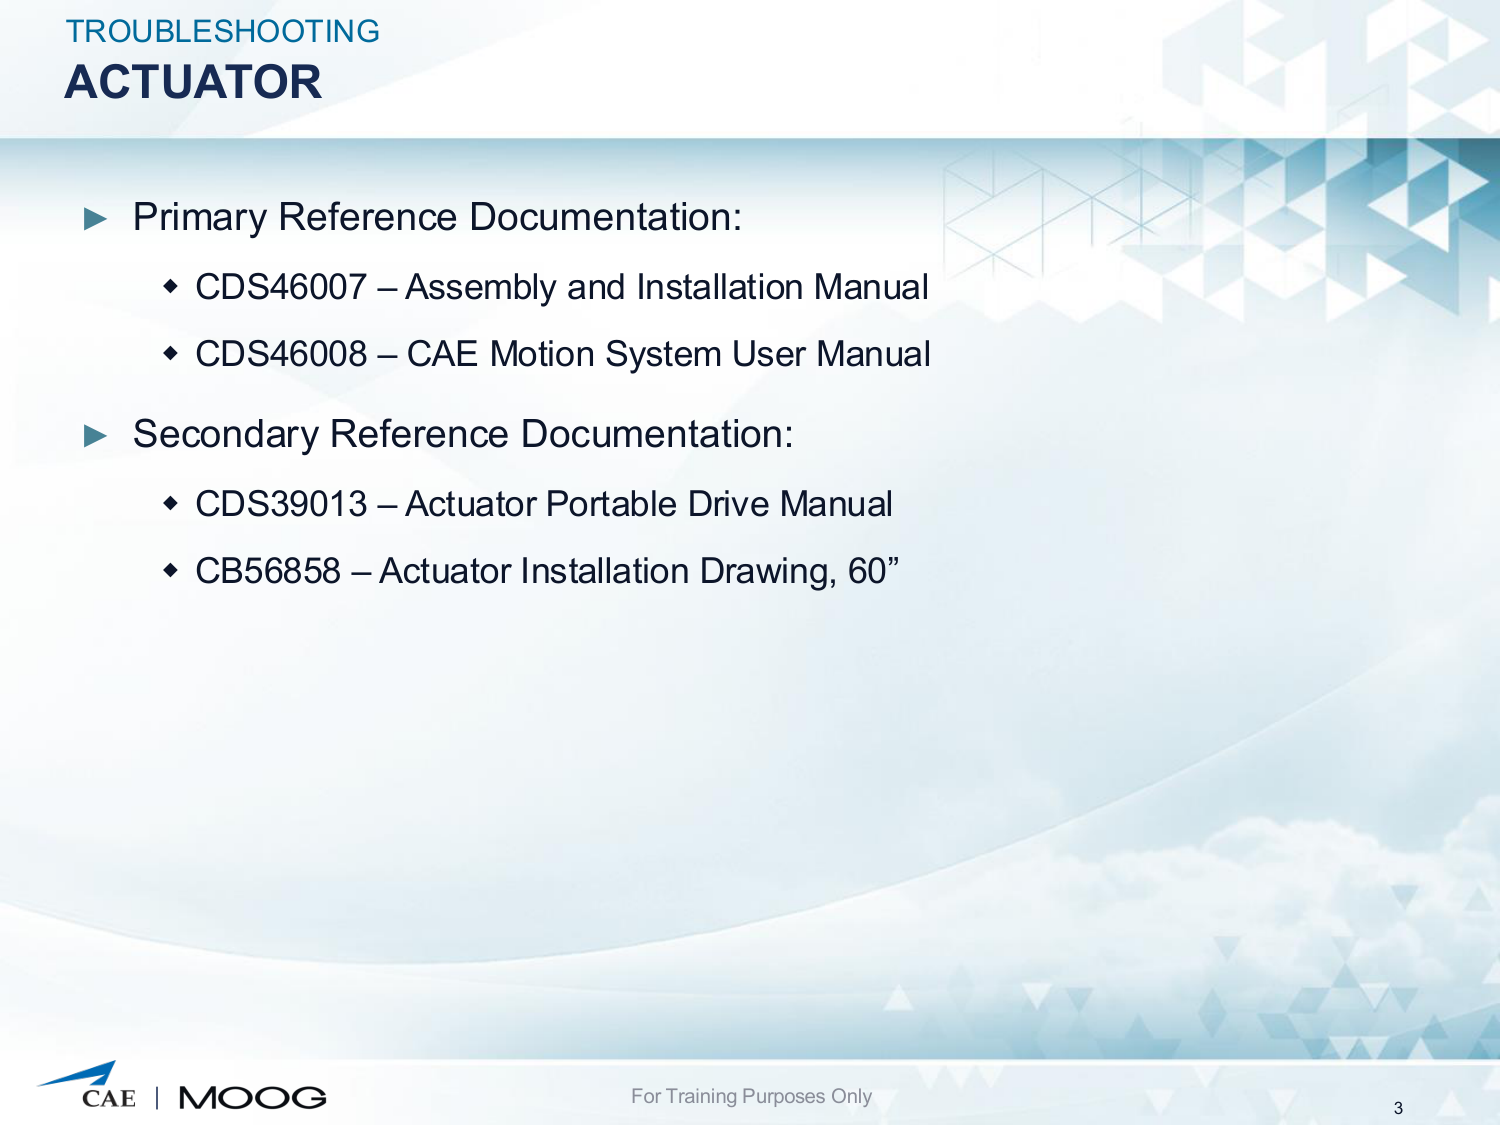 TROUBLESHOOTING
ACTUATOR
► Primary Reference Documentation:
◆ CDS46007 – Assembly and Installation Manual
◆ CDS46008 – CAE Motion System User Manual
► Secondary Reference Documentation:
◆ CDS39013 – Actuator Portable Drive Manual
◆ CB56858 – Actuator Installation Drawing, 60”
CAE | MOOG
For Training Purposes Only
3